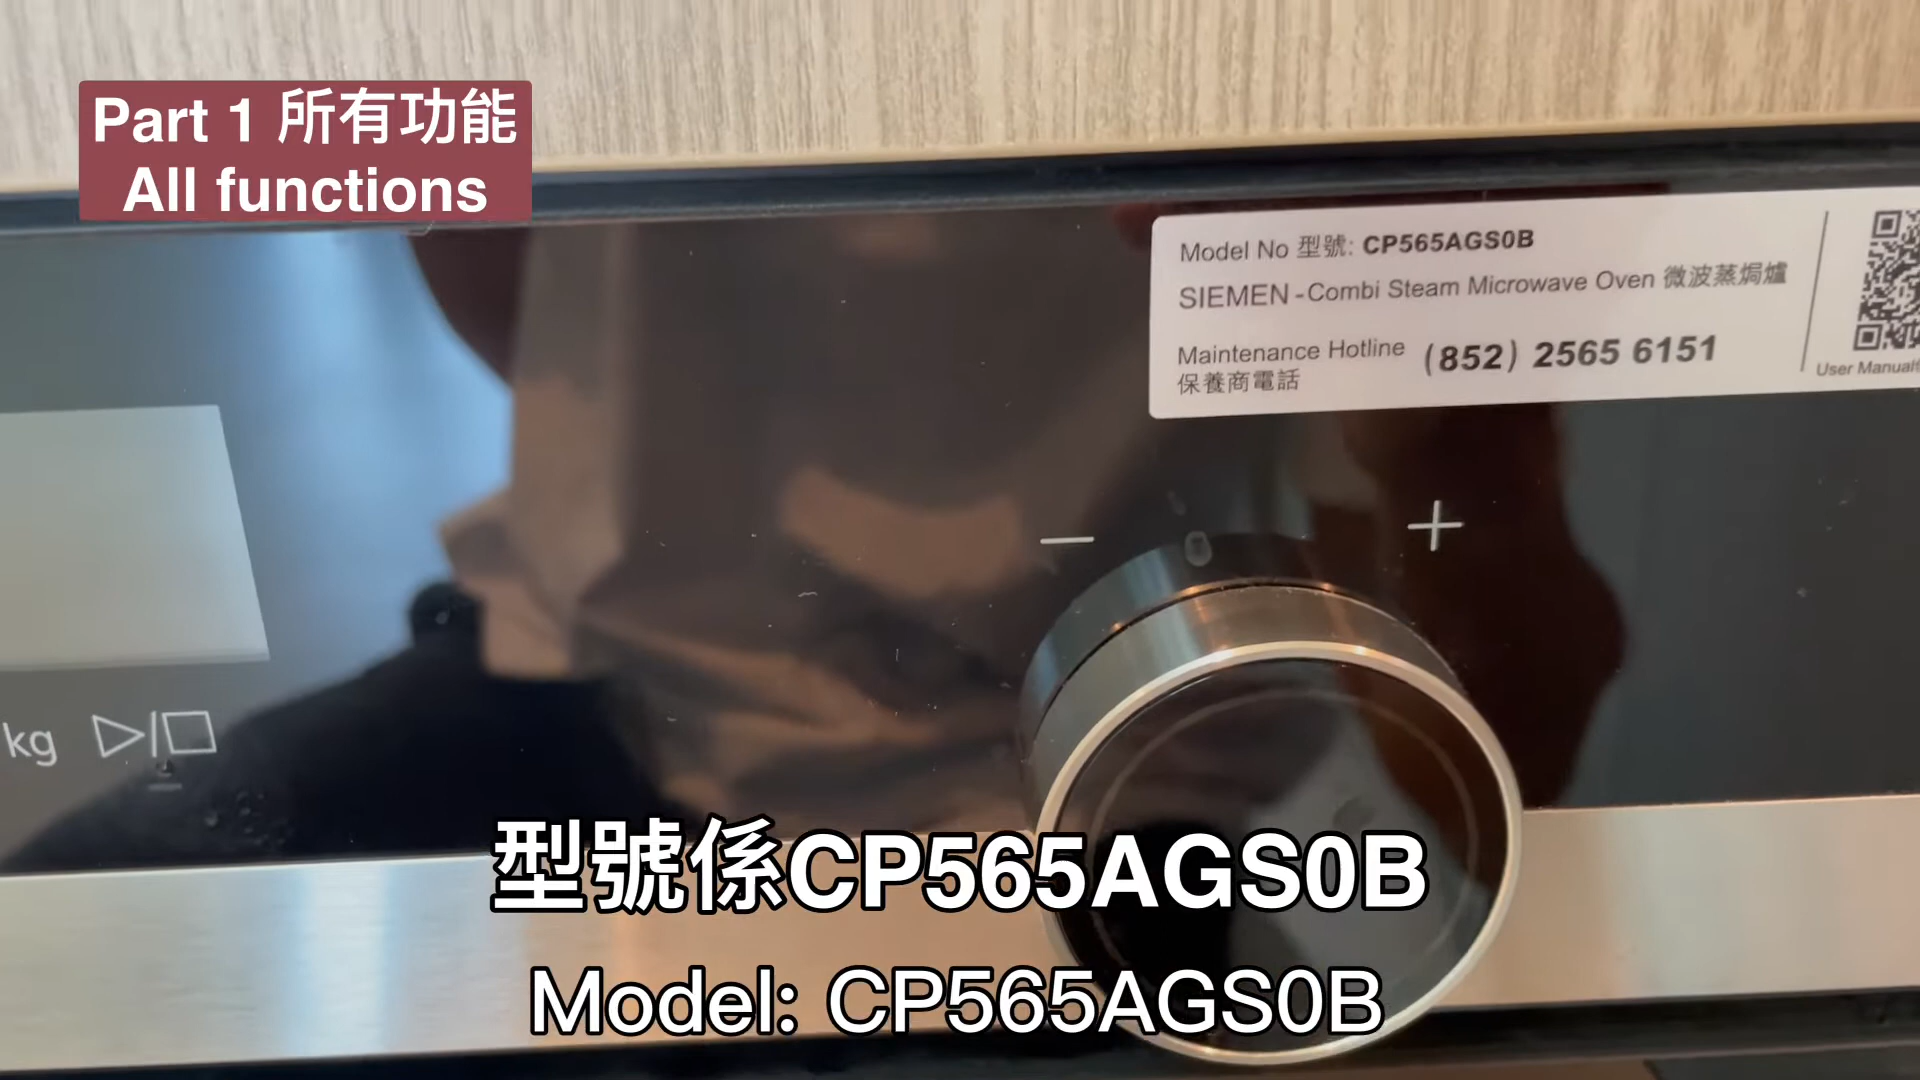 Part 1 所有功能
All functions
Model No 型號: CP565AGS0B
SIEMEN - Combi Steam Microwave Oven 微波蒸焗爐
Maintenance Hotline (852) 2565 6151
保養商電話
User Manual
kg
型號係CP565AGS0B
Model: CP565AGS0B